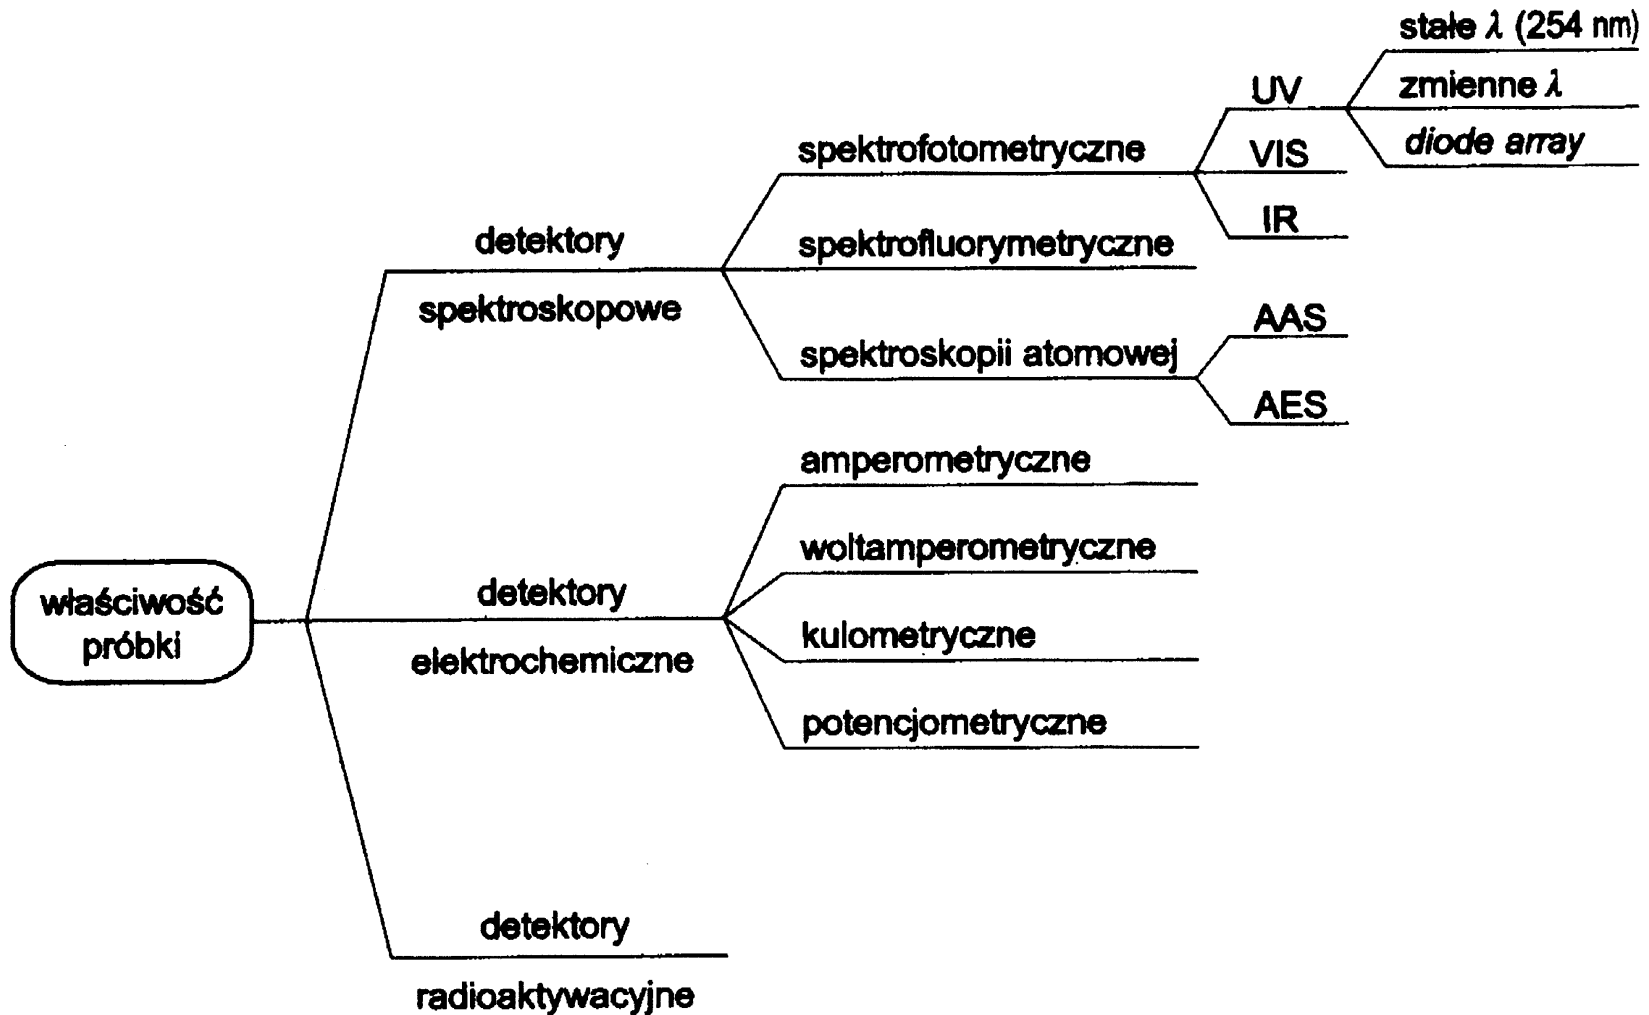 właściwość
próbki
detektory
spektroskopowe
spektrofotometryczne
UV
stałe λ (254 nm)
zmienne λ
diode array
VIS
IR
spektrofluorymetryczne
spektroskopii atomowej
AAS
AES
detektory
elektrochemiczne
amperometryczne
woltamperometryczne
kulometryczne
potencjometryczne
detektory
radioaktywacyjne